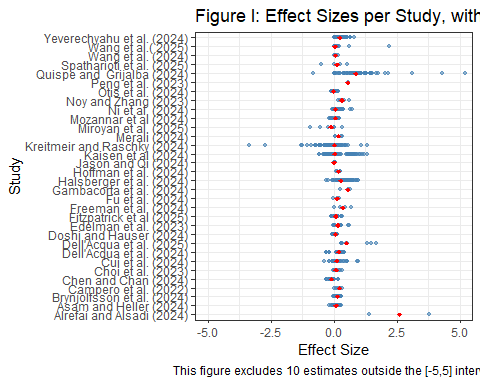 Figure I: Effect Sizes per Study, with
Study
Yeverechyahu et al. (2024)
Wang et al. (2025)
Wang et al. (2024)
Spatharioti et al. (2025)
Quispe and Grijalba (2024)
Peng et al. (2023)
Otis et al. (2024)
Noy and Zhang (2023)
Ni et al. (2024)
Mozannar et al. (2024)
Miroyan et al. (2025)
Merali (2024)
Kreitmeir and Raschky (2024)
Kaisen et al (2024)
Jason and Qi (2024)
Hoffman et al. (2024)
Halsberger et al. (2024)
Gambacorta et al. (2024)
Fu et al. (2024)
Freeman et al. (2024)
Fitzpatrick et al (2025)
Edelman et al. (2023)
Doshi and Hauser (2024)
Dell'Acqua et al. (2025)
Dell'Acqua et al. (2024)
Cui et al. (2024)
Choi et al. (2023)
Chen and Chan (2024)
Campero et al. (2022)
Brynjolfsson et al. (2024)
Asam and Heller (2024)
Alrefai and Alsadi (2024)
-5.0 -2.5 0.0 2.5 5.0
Effect Size
This figure excludes 10 estimates outside the [-5,5] inter